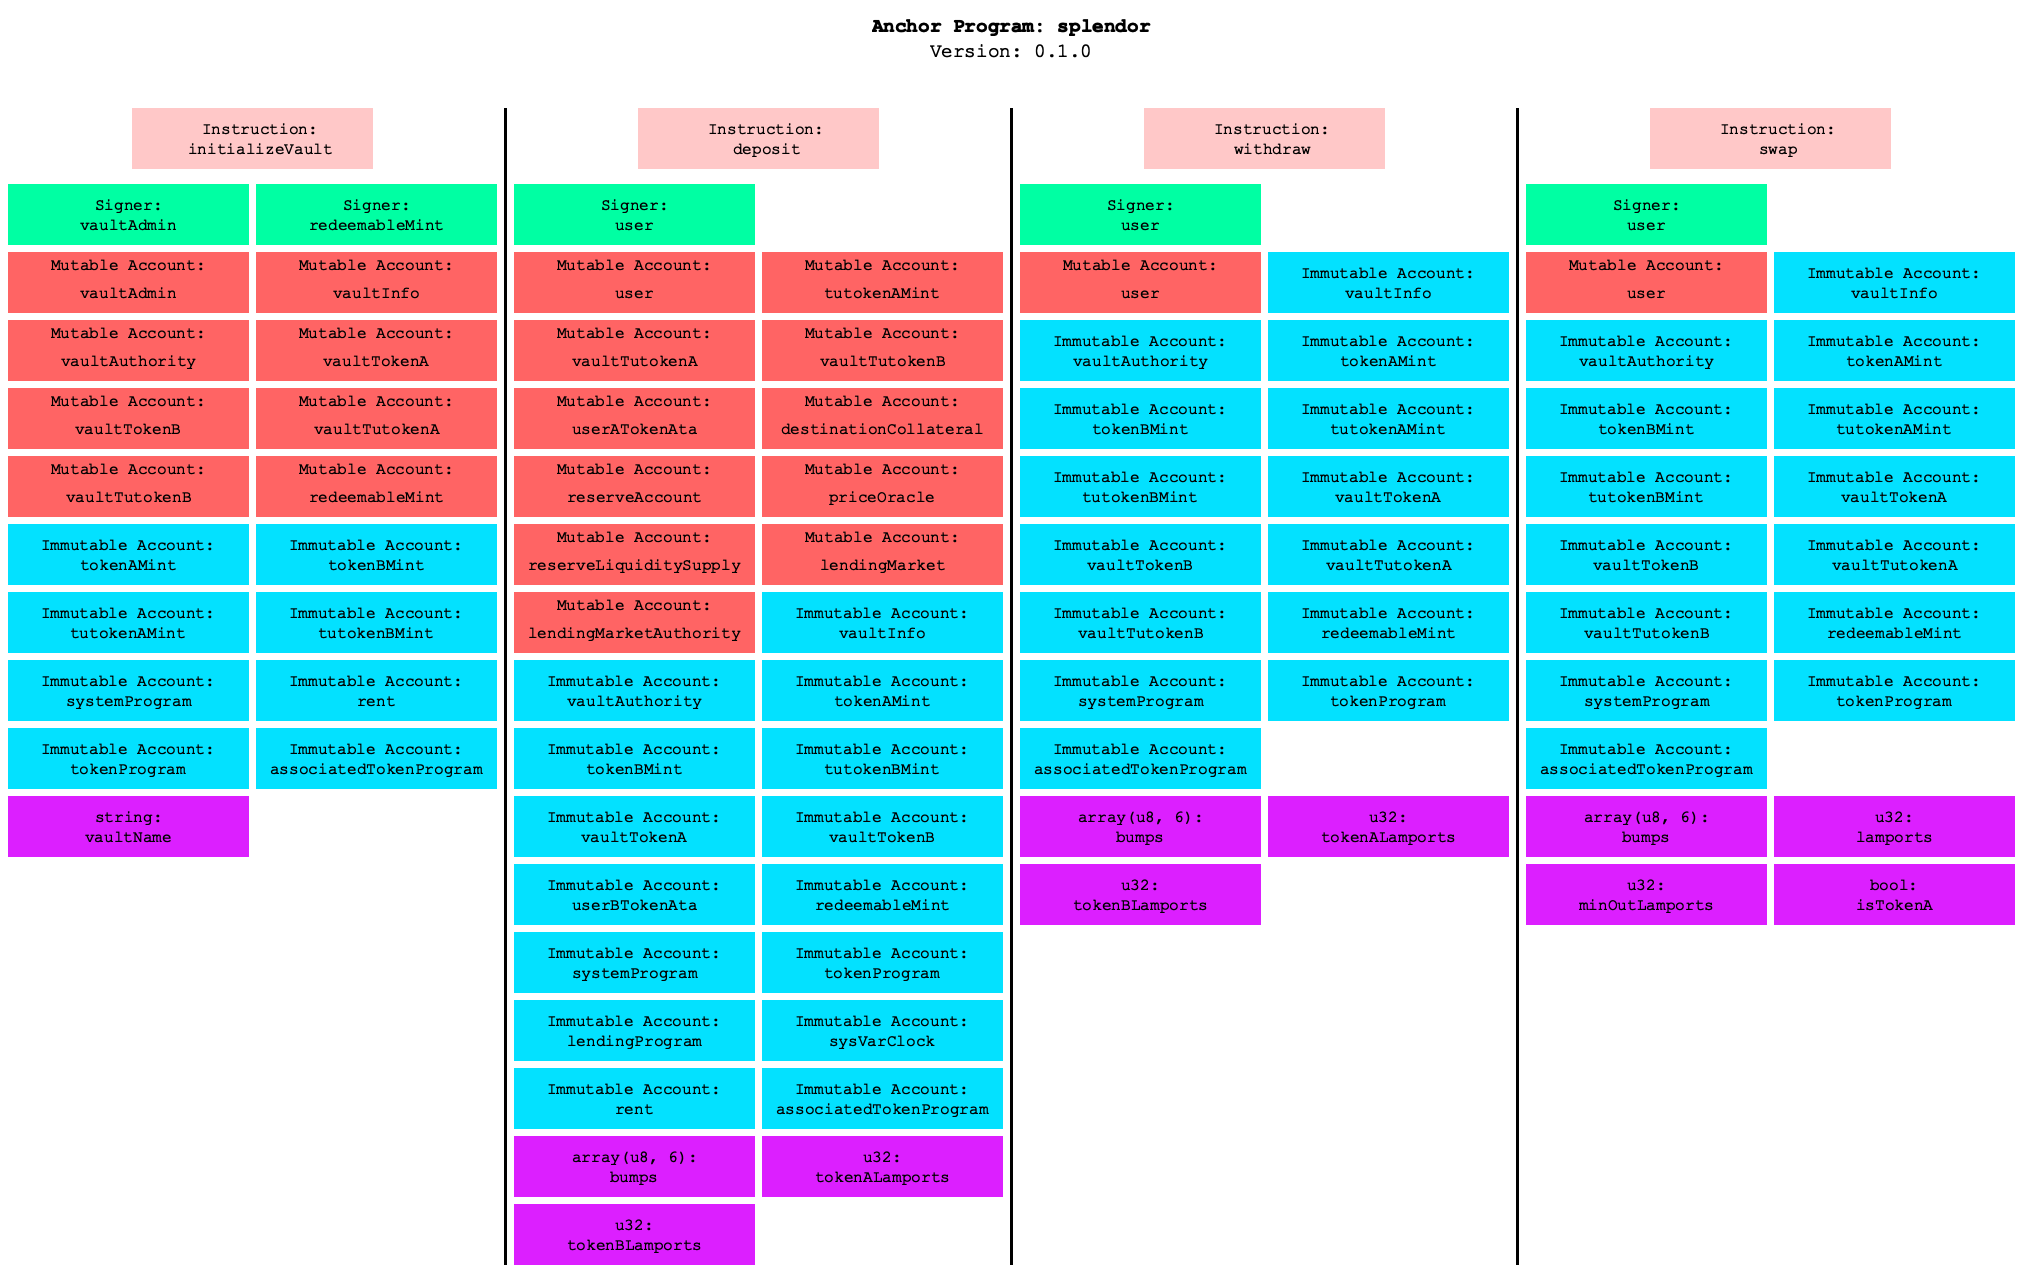 Anchor Program: splendor
Version: 0.1.0
Instruction:
initializeVault
Signer:
vaultAdmin
Signer:
redeemableMint
Mutable Account:
vaultAdmin
Mutable Account:
vaultInfo
Mutable Account:
vaultAuthority
Mutable Account:
vaultTokenA
Mutable Account:
vaultTokenB
Mutable Account:
vaultTutokenA
Mutable Account:
vaultTutokenB
Mutable Account:
redeemableMint
Immutable Account:
tokenAMint
Immutable Account:
tokenBMint
Immutable Account:
tutokenAMint
Immutable Account:
tutokenBMint
Immutable Account:
systemProgram
Immutable Account:
rent
Immutable Account:
tokenProgram
Immutable Account:
associatedTokenProgram
string:
vaultName
Instruction:
deposit
Signer:
user
Mutable Account:
user
Mutable Account:
tutokenAMint
Mutable Account:
vaultTutokenA
Mutable Account:
vaultTutokenB
Mutable Account:
userATokenAta
Mutable Account:
destinationCollateral
Mutable Account:
reserveAccount
Mutable Account:
priceOracle
Mutable Account:
reserveLiquiditySupply
Mutable Account:
lendingMarket
Mutable Account:
lendingMarketAuthority
Immutable Account:
vaultInfo
Immutable Account:
vaultAuthority
Immutable Account:
tokenAMint
Immutable Account:
tokenBMint
Immutable Account:
tutokenBMint
Immutable Account:
vaultTokenA
Immutable Account:
vaultTokenB
Immutable Account:
userBTokenAta
Immutable Account:
redeemableMint
Immutable Account:
systemProgram
Immutable Account:
tokenProgram
Immutable Account:
lendingProgram
Immutable Account:
sysVarClock
Immutable Account:
rent
Immutable Account:
associatedTokenProgram
array(u8, 6):
bumps
u32:
tokenALamports
u32:
tokenBLamports
Instruction:
withdraw
Signer:
user
Mutable Account:
user
Immutable Account:
vaultInfo
Immutable Account:
vaultAuthority
Immutable Account:
tokenAMint
Immutable Account:
tokenBMint
Immutable Account:
tutokenAMint
Immutable Account:
tutokenBMint
Immutable Account:
vaultTokenA
Immutable Account:
vaultTokenB
Immutable Account:
vaultTutokenA
Immutable Account:
vaultTutokenB
Immutable Account:
redeemableMint
Immutable Account:
systemProgram
Immutable Account:
tokenProgram
Immutable Account:
associatedTokenProgram
array(u8, 6):
bumps
u32:
tokenALamports
u32:
tokenBLamports
Instruction:
swap
Signer:
user
Mutable Account:
user
Immutable Account:
vaultInfo
Immutable Account:
vaultAuthority
Immutable Account:
tokenAMint
Immutable Account:
tokenBMint
Immutable Account:
tutokenAMint
Immutable Account:
tutokenBMint
Immutable Account:
vaultTokenA
Immutable Account:
vaultTokenB
Immutable Account:
vaultTutokenA
Immutable Account:
vaultTutokenB
Immutable Account:
redeemableMint
Immutable Account:
systemProgram
Immutable Account:
tokenProgram
Immutable Account:
associatedTokenProgram
array(u8, 6):
bumps
u32:
lamports
u32:
minOutLamports
bool:
isTokenA